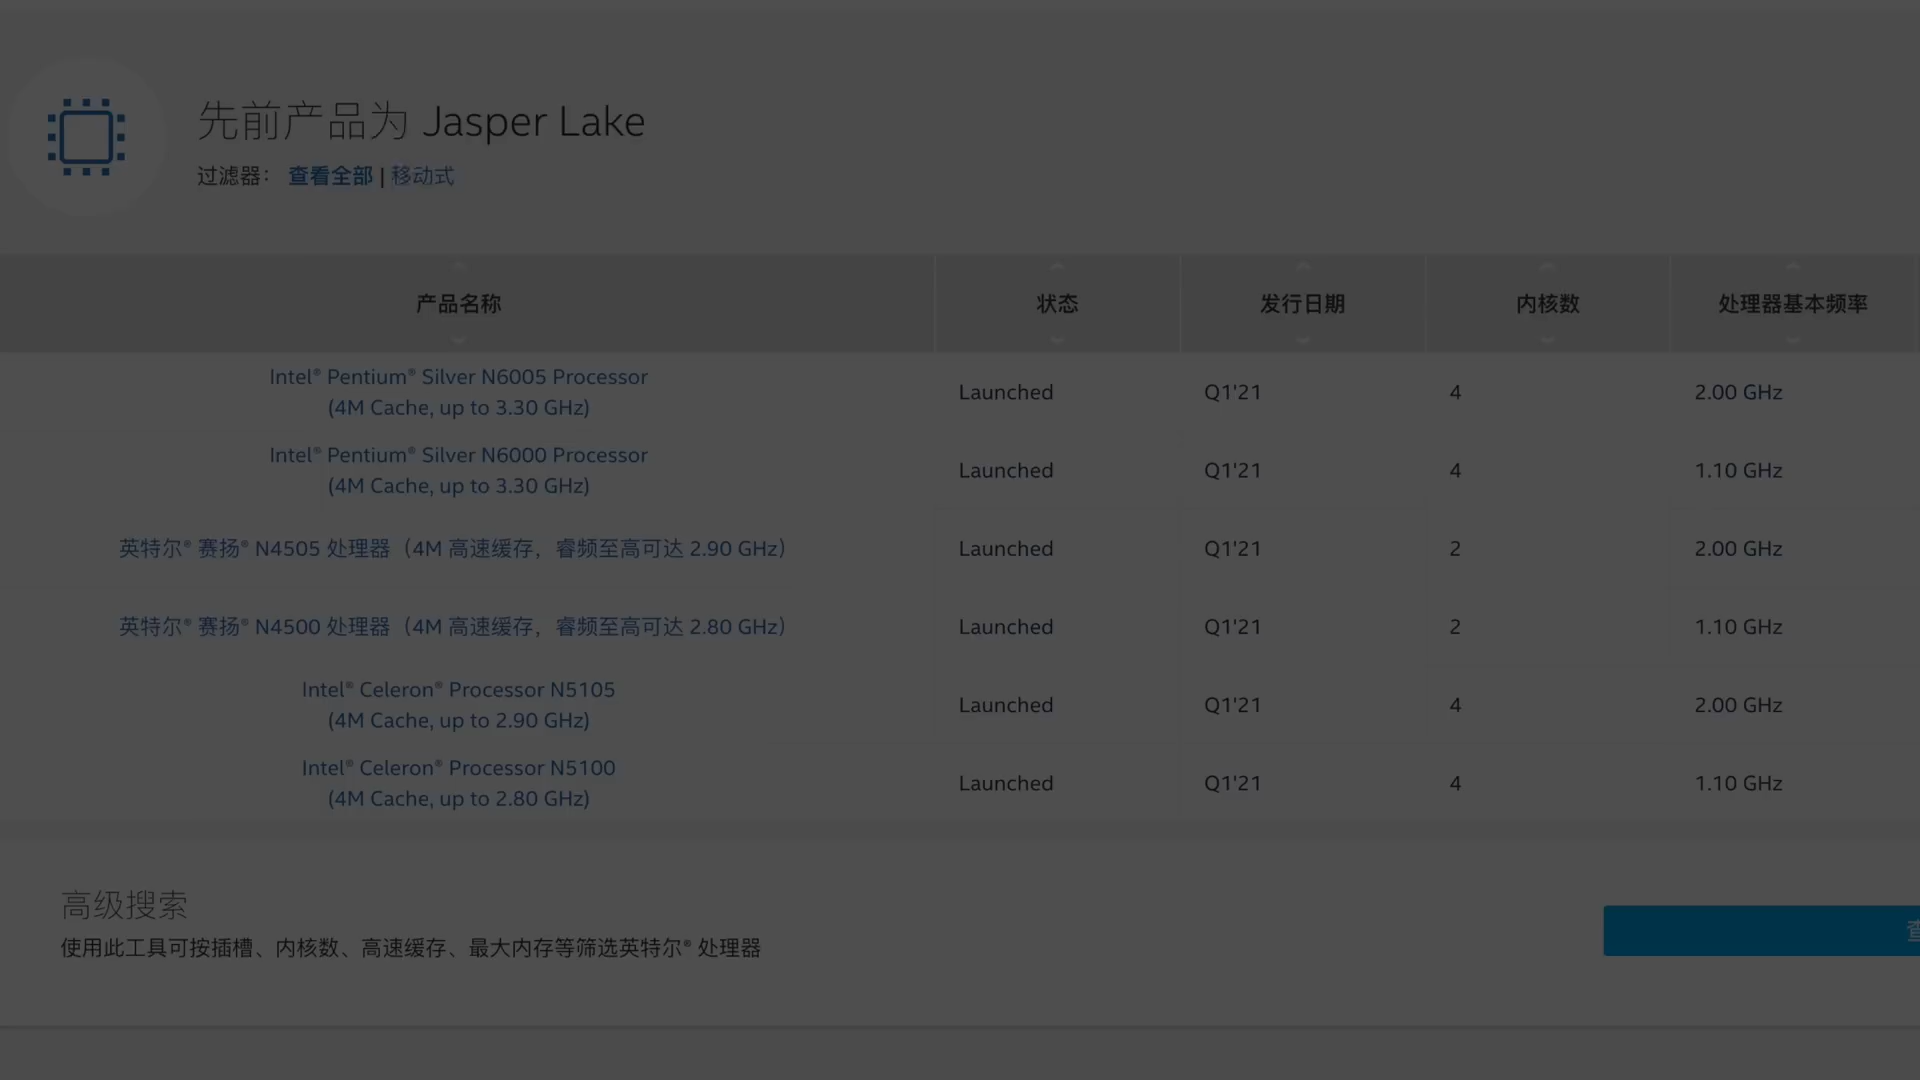 先前产品为 Jasper Lake
过滤器： 查看全部 | 移动式
产品名称 状态 发行日期 内核数 处理器基本频率
Intel® Pentium® Silver N6005 Processor
(4M Cache, up to 3.30 GHz)
Launched Q1'21 4 2.00 GHz
Intel® Pentium® Silver N6000 Processor
(4M Cache, up to 3.30 GHz)
Launched Q1'21 4 1.10 GHz
英特尔® 赛扬® N4505 处理器（4M 高速缓存，睿频至高可达 2.90 GHz） Launched Q1'21 2 2.00 GHz
英特尔® 赛扬® N4500 处理器（4M 高速缓存，睿频至高可达 2.80 GHz） Launched Q1'21 2 1.10 GHz
Intel® Celeron® Processor N5105
(4M Cache, up to 2.90 GHz)
Launched Q1'21 4 2.00 GHz
Intel® Celeron® Processor N5100
(4M Cache, up to 2.80 GHz)
Launched Q1'21 4 1.10 GHz
高级搜索
使用此工具可按插槽、内核数、高速缓存、最大内存等筛选英特尔® 处理器